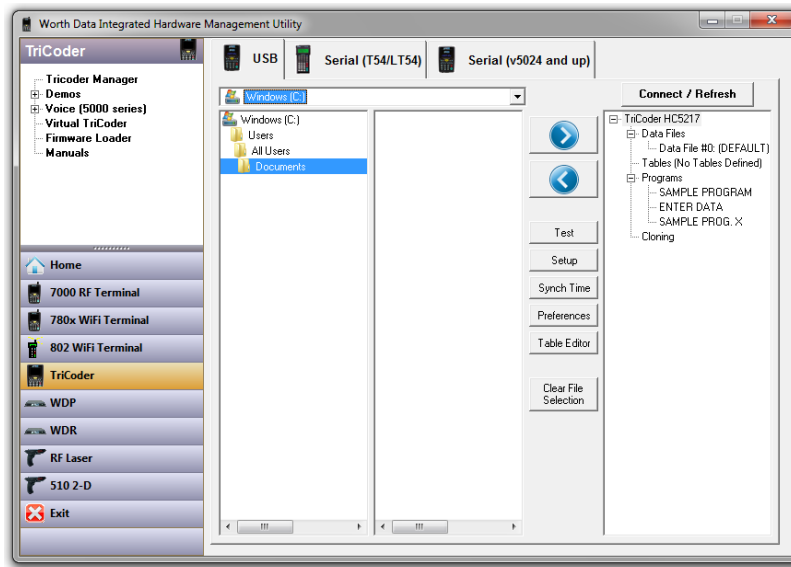 Worth Data Integrated Hardware Management Utility
TriCoder
Tricoder Manager
Demos
Voice (5000 series)
Virtual TriCoder
Firmware Loader
Manuals
Home
7000 RF Terminal
780x WiFi Terminal
802 WiFi Terminal
TriCoder
WDP
WDR
RF Laser
510 2-D
Exit
USB
Serial (T54/LT54)
Serial (v5024 and up)
Windows (C:)
Windows (C:)
Users
All Users
Documents
Test
Setup
Synch Time
Preferences
Table Editor
Clear File
Selection
Connect / Refresh
TriCoder HC5217
Data Files
Data File #0: (DEFAULT)
Tables (No Tables Defined)
Programs
SAMPLE PROGRAM
ENTER DATA
SAMPLE PROG. X
Cloning